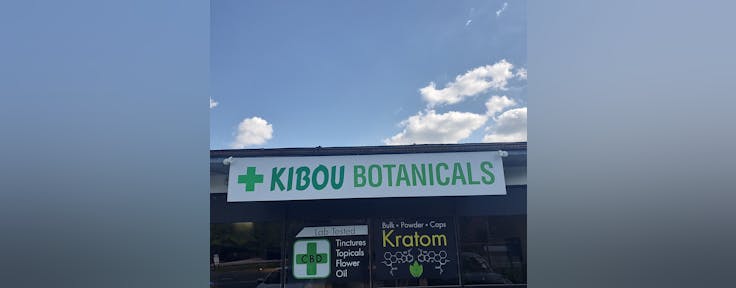 KIBOU BOTANICALS
Lab Tested
CBD
Tinctures
Topicals
Flower
Oil
Bulk • Powder • Caps
Kratom